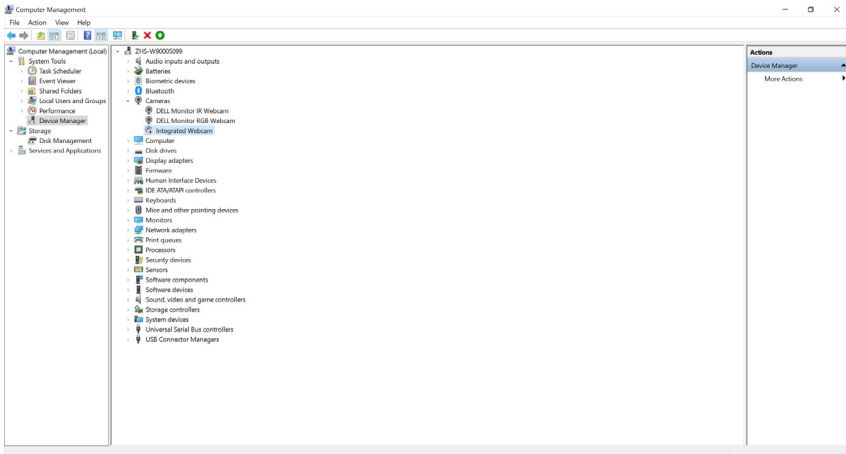 Computer Management
File Action View Help
Computer Management (Local)
System Tools
Task Scheduler
Event Viewer
Shared Folders
Local Users and Groups
Performance
Device Manager
Storage
Disk Management
Services and Applications
ZHS-W90005099
Audio inputs and outputs
Batteries
Biometric devices
Bluetooth
Cameras
DELL Monitor IR Webcam
DELL Monitor RGB Webcam
Integrated Webcam
Computer
Disk drives
Display adapters
Firmware
Human Interface Devices
IDE ATA/ATAPI controllers
Keyboards
Mice and other pointing devices
Monitors
Network adapters
Print queues
Processors
Security devices
Sensors
Software components
Software devices
Sound, video and game controllers
Storage controllers
System devices
Universal Serial Bus controllers
USB Connector Managers
Actions
Device Manager
More Actions